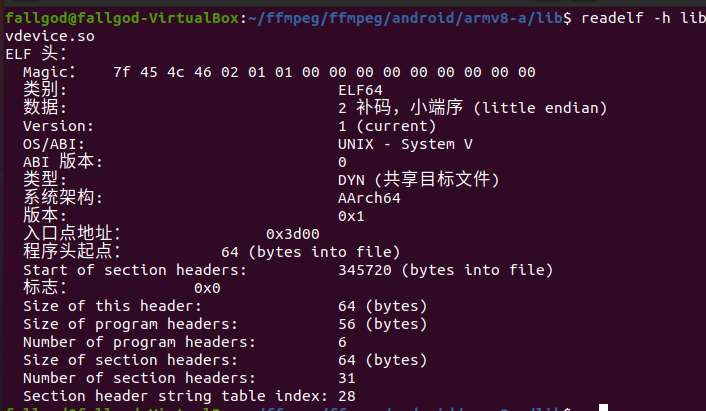 fallgod@fallgod-VirtualBox:~/ffmpeg/ffmpeg/android/armv8-a/lib$ readelf -h lib
vdevice.so
ELF 头：
Magic： 7f 45 4c 46 02 01 01 00 00 00 00 00 00 00 00 00
类别: ELF64
数据: 2 补码，小端序 (little endian)
Version: 1 (current)
OS/ABI: UNIX - System V
ABI 版本: 0
类型: DYN (共享目标文件)
系统架构: AArch64
版本: 0x1
入口点地址： 0x3d00
程序头起点： 64 (bytes into file)
Start of section headers: 345720 (bytes into file)
标志： 0x0
Size of this header: 64 (bytes)
Size of program headers: 56 (bytes)
Number of program headers: 6
Size of section headers: 64 (bytes)
Number of section headers: 31
Section header string table index: 28